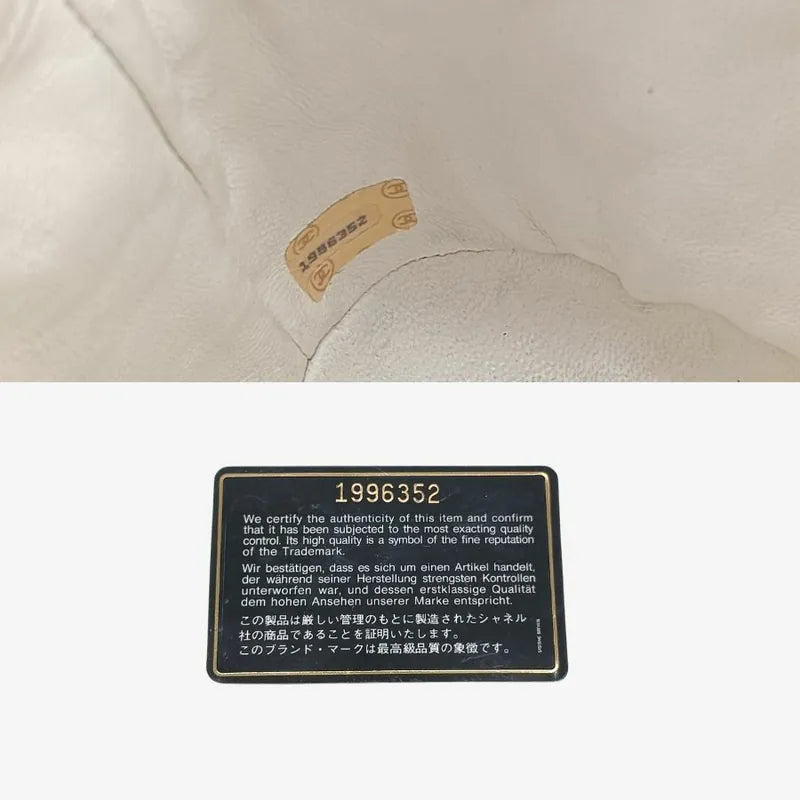 1996352
1996352
We certify the authenticity of this item and confirm
that it has been subjected to the most exacting quality
control. Its high quality is a symbol of the fine reputation
of the Trademark.
Wir bestätigen, dass es sich um einen Artikel handelt,
der während seiner Herstellung strengsten Kontrollen
unterworfen war, und dessen erstklassige Qualität
dem hohen Ansehen unserer Marke entspricht.
この製品は厳しい管理のもとに製造されたシャネル
社の商品であることを証明いたします。
このブランド・マークは最高級品質の象徴です。